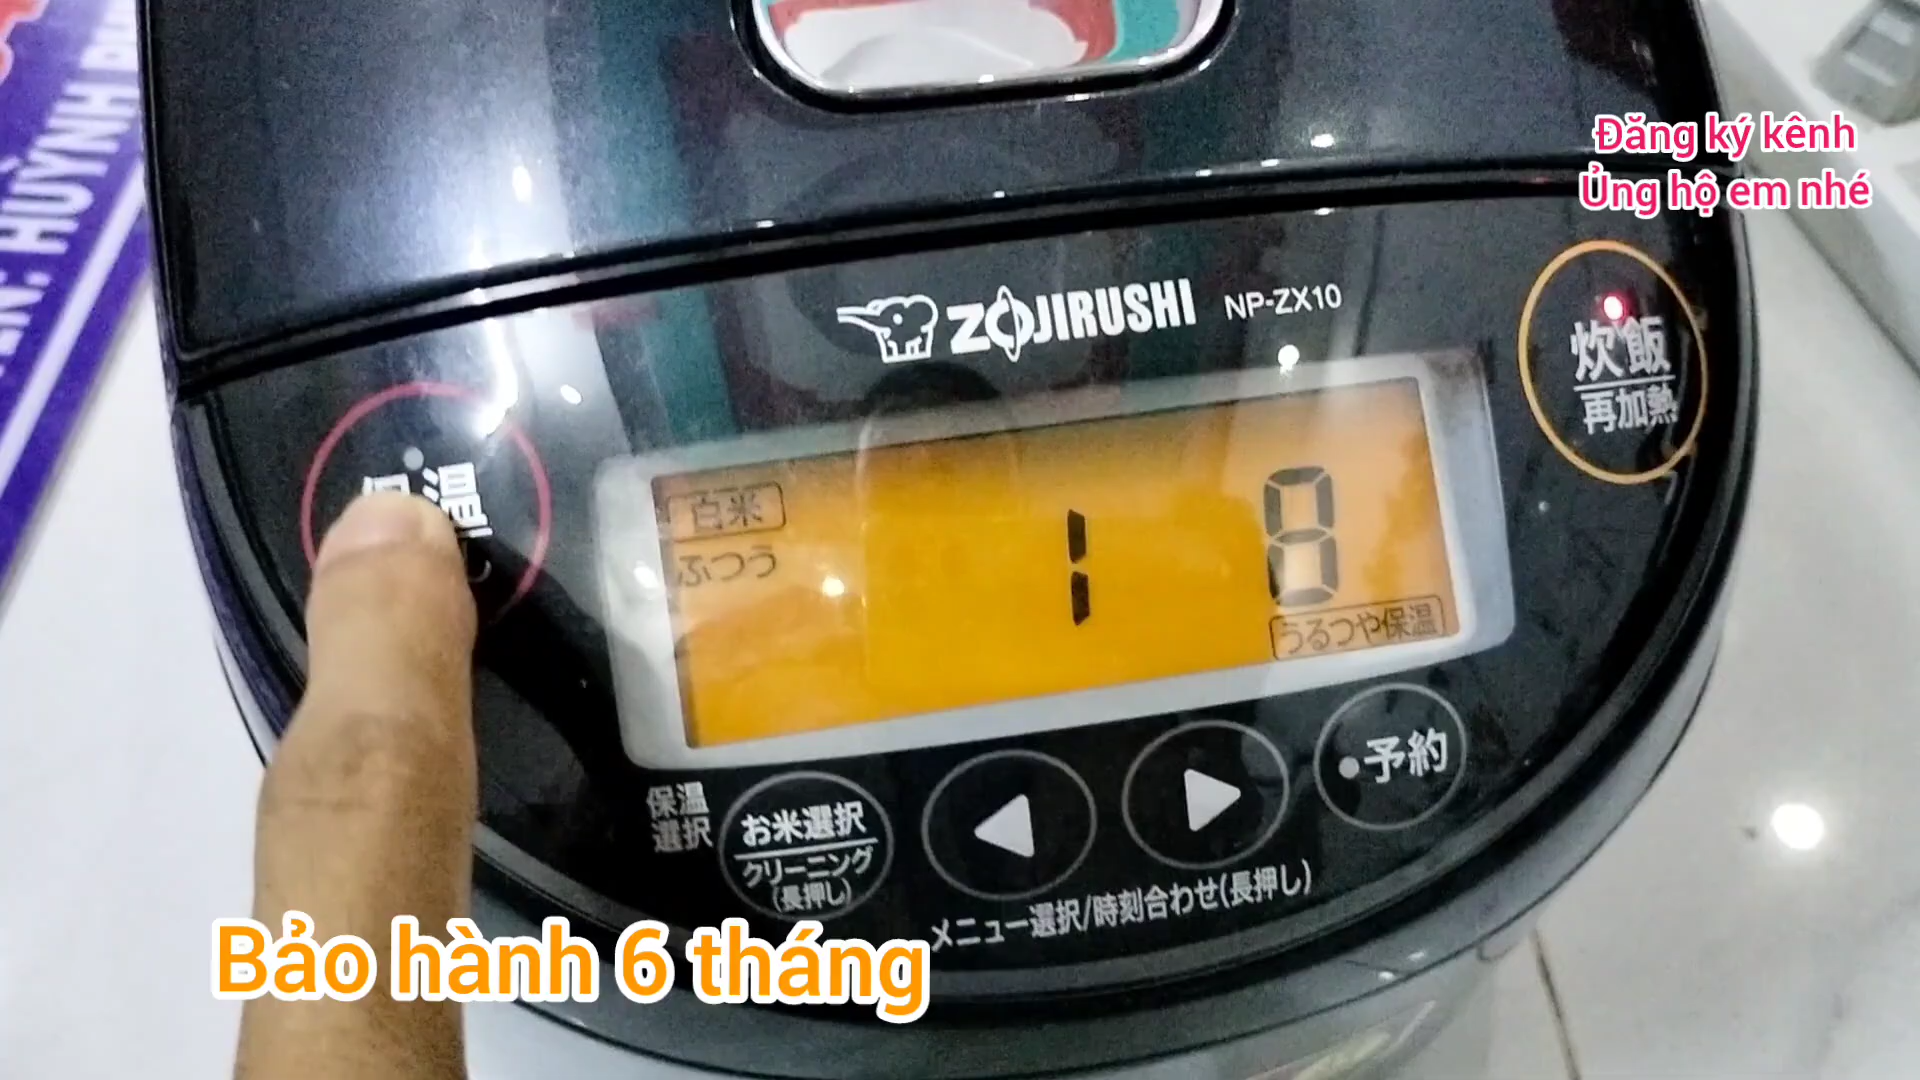 HUỲNH
Đăng ký kênh
Ủng hộ em nhé
ZOJIRUSHI NP-ZX10
炊飯
再加熱
温
白米
ふつう
8
うるつや保温
保温
選択
お米選択
クリーニング
(長押し)
予約
メニュー選択/時刻合わせ(長押し)
Bảo hành 6 tháng